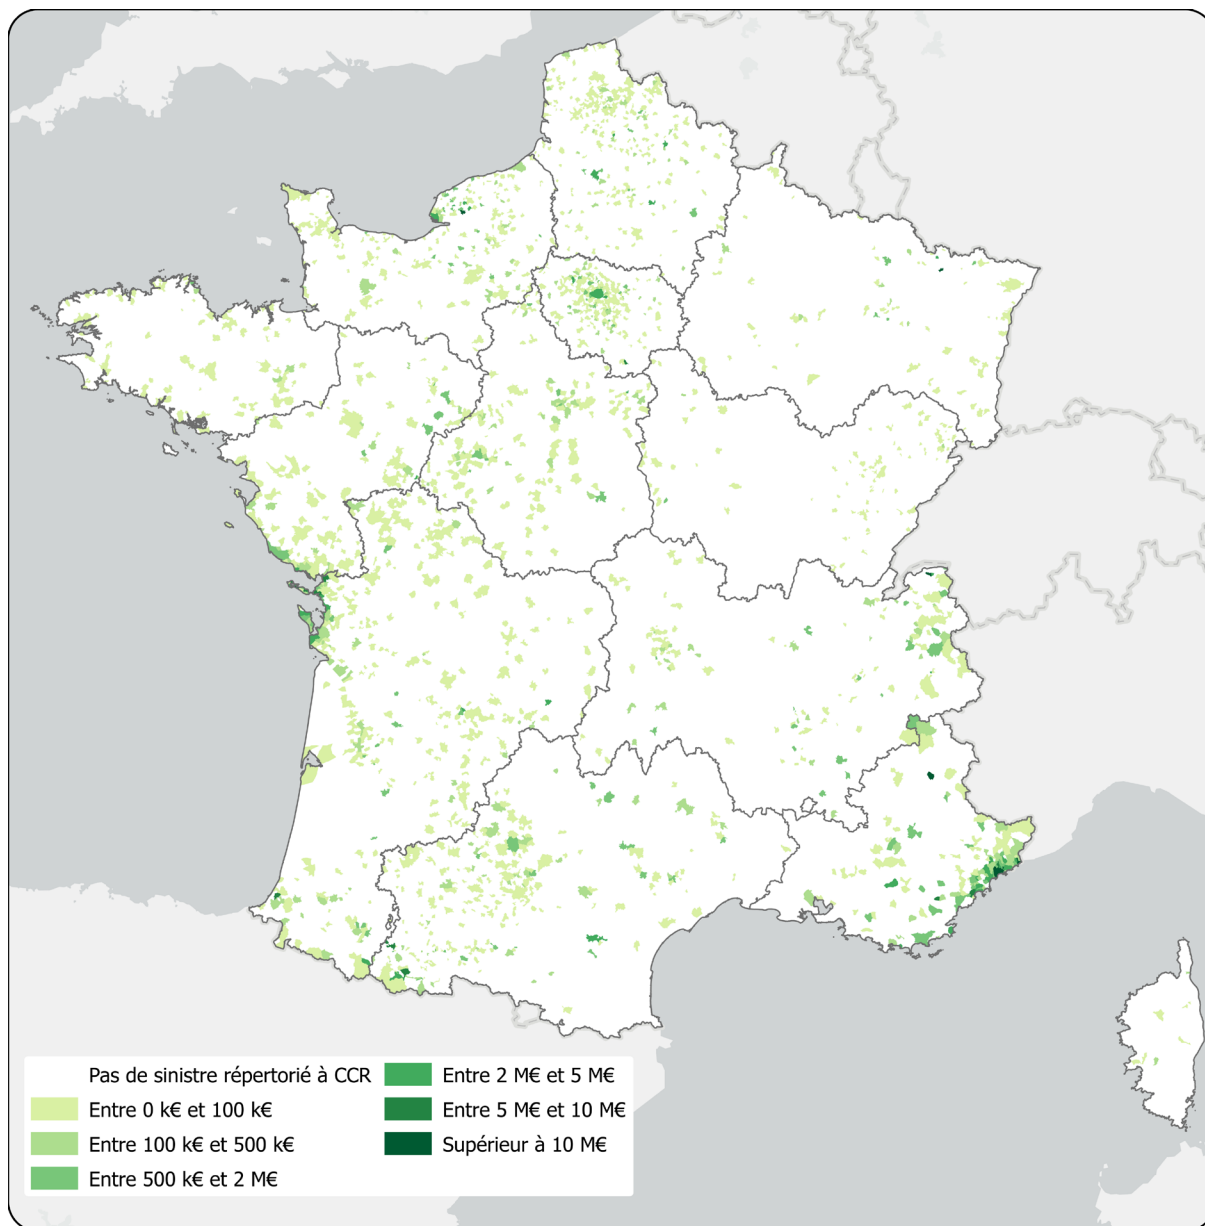 Pas de sinistre répertorié à CCR
Entre 0 k€ et 100 k€
Entre 100 k€ et 500 k€
Entre 500 k€ et 2 M€
Entre 2 M€ et 5 M€
Entre 5 M€ et 10 M€
Supérieur à 10 M€